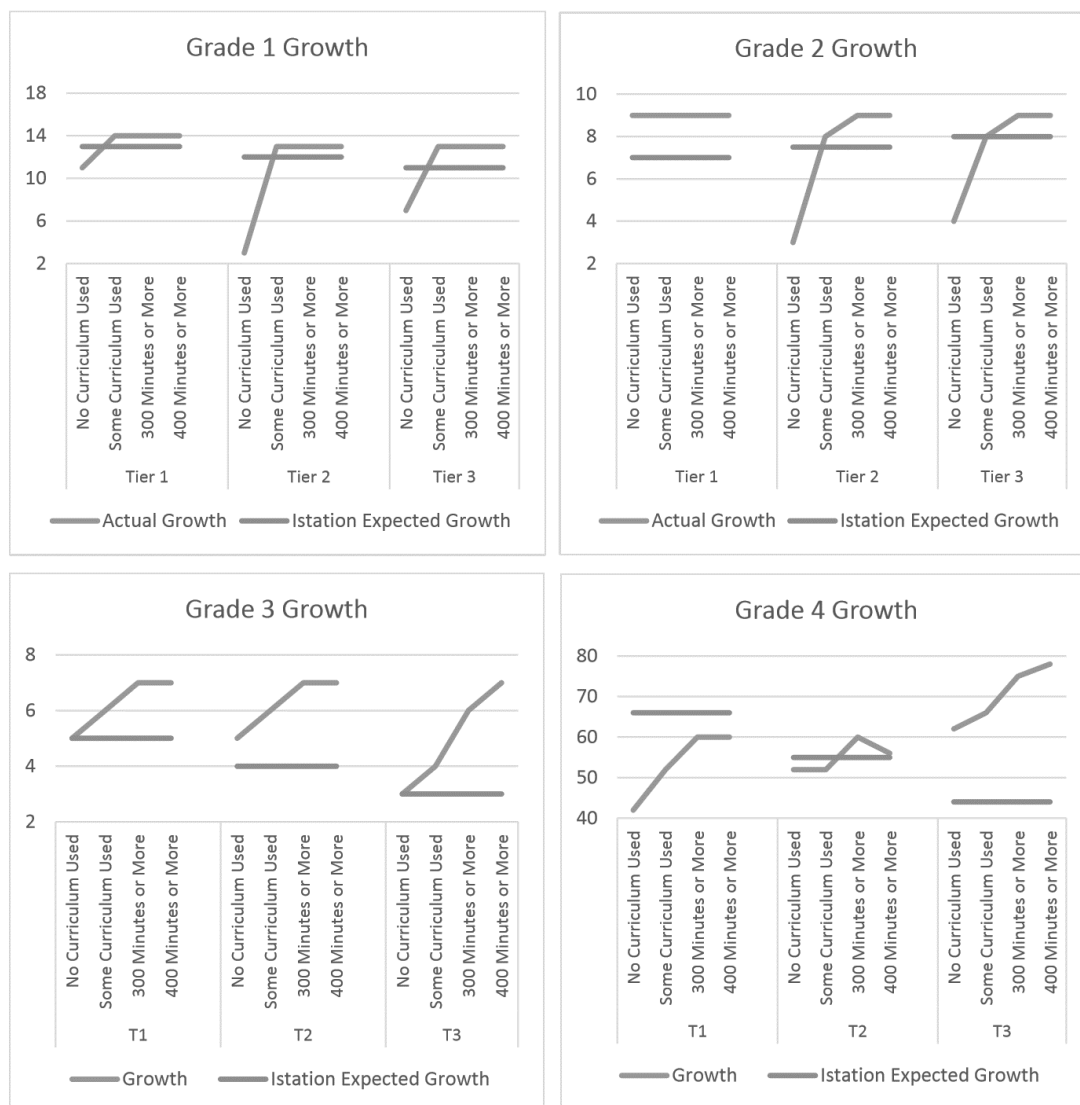 Grade 1 Growth
18
14
10
6
2
No Curriculum Used
Some Curriculum Used
300 Minutes or More
400 Minutes or More
No Curriculum Used
Some Curriculum Used
300 Minutes or More
400 Minutes or More
No Curriculum Used
Some Curriculum Used
300 Minutes or More
400 Minutes or More
Tier 1 Tier 2 Tier 3
Actual Growth Istation Expected Growth
Grade 2 Growth
10
8
6
4
2
No Curriculum Used
Some Curriculum Used
300 Minutes or More
400 Minutes or More
No Curriculum Used
Some Curriculum Used
300 Minutes or More
400 Minutes or More
No Curriculum Used
Some Curriculum Used
300 Minutes or More
400 Minutes or More
Tier 1 Tier 2 Tier 3
Actual Growth Istation Expected Growth
Grade 3 Growth
8
6
4
2
No Curriculum Used
Some Curriculum Used
300 Minutes or More
400 Minutes or More
No Curriculum Used
Some Curriculum Used
300 Minutes or More
400 Minutes or More
No Curriculum Used
Some Curriculum Used
300 Minutes or More
400 Minutes or More
T1 T2 T3
Growth Istation Expected Growth
Grade 4 Growth
80
70
60
50
40
No Curriculum Used
Some Curriculum Used
300 Minutes or More
400 Minutes or More
No Curriculum Used
Some Curriculum Used
300 Minutes or More
400 Minutes or More
No Curriculum Used
Some Curriculum Used
300 Minutes or More
400 Minutes or More
T1 T2 T3
Growth Istation Expected Growth